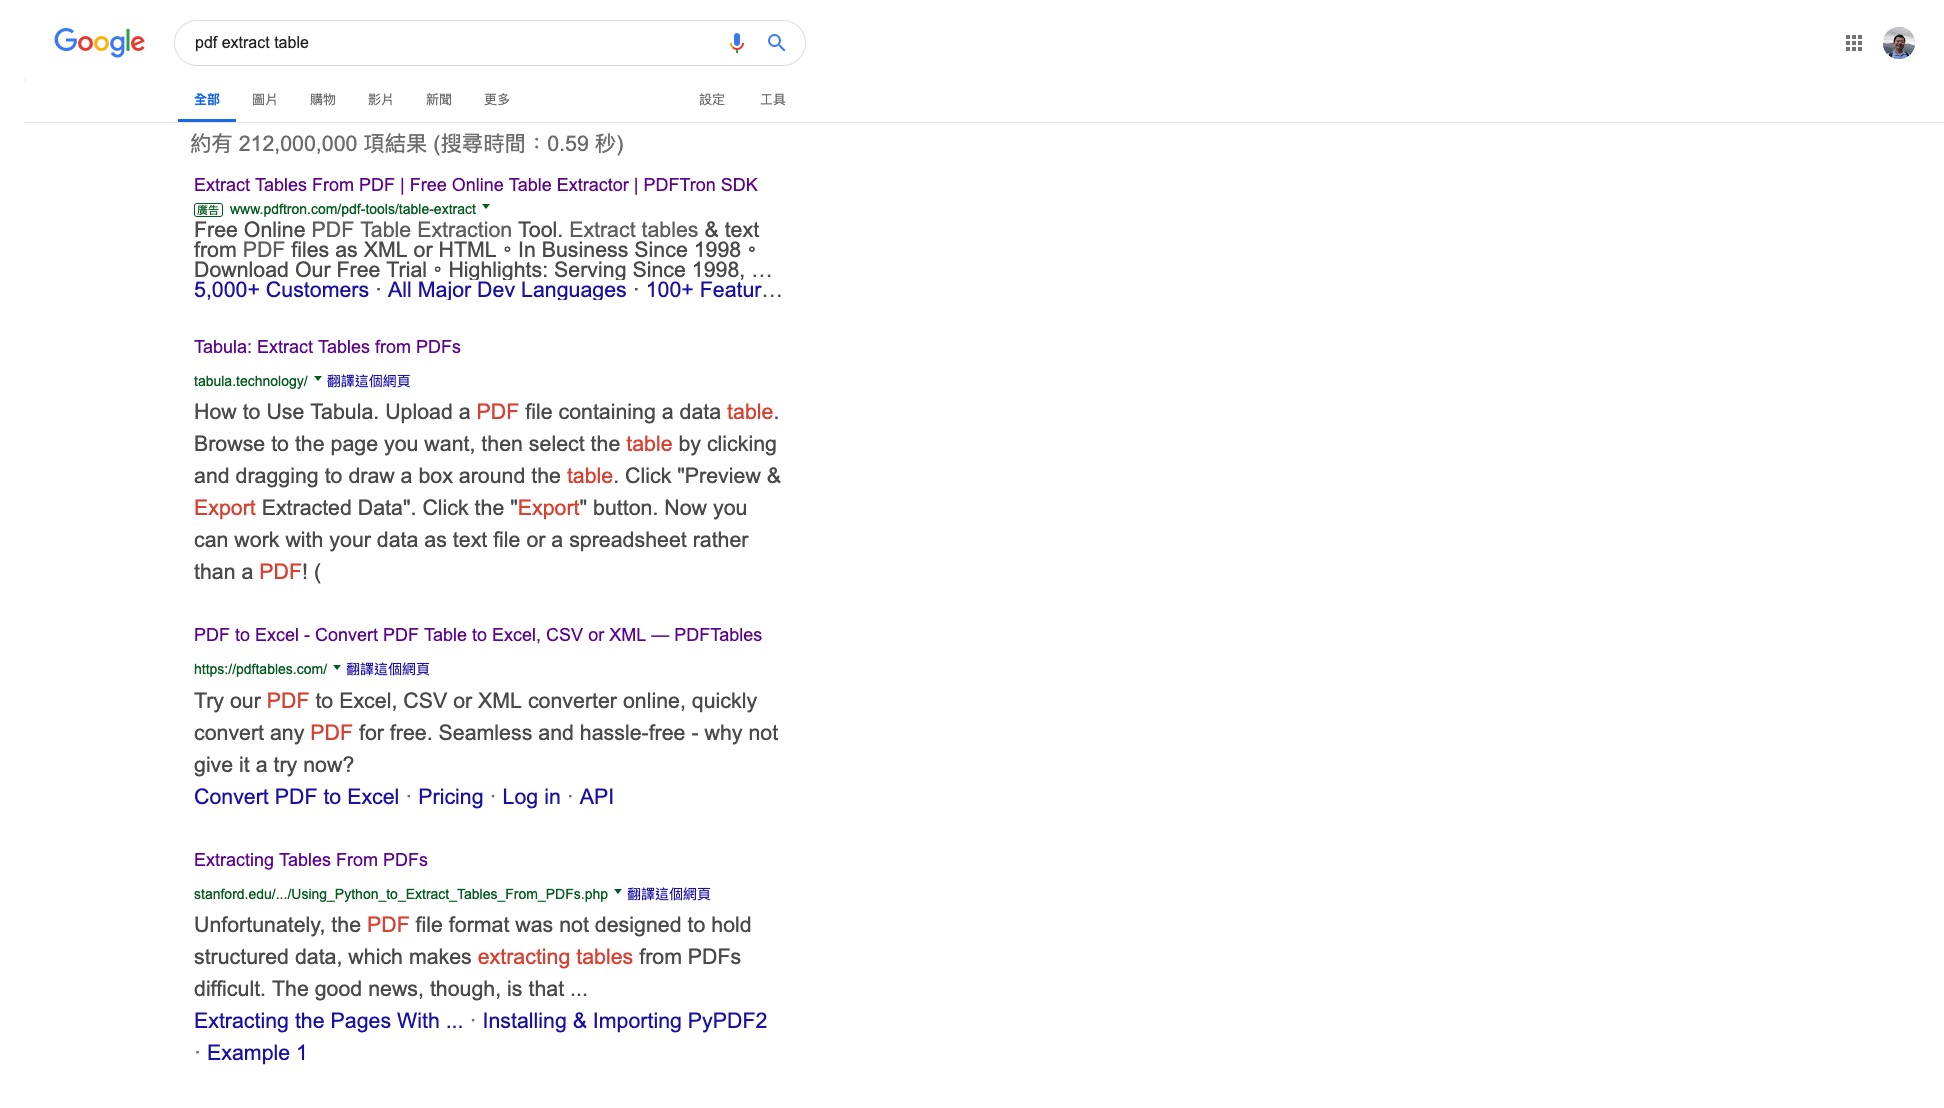 Google
pdf extract table
全部 圖片 購物 影片 新聞 更多 設定 工具
約有 212,000,000 項結果 (搜尋時間：0.59 秒)
Extract Tables From PDF | Free Online Table Extractor | PDFTron SDK
廣告 www.pdftron.com/pdf-tools/table-extract
Free Online PDF Table Extraction Tool. Extract tables & text
from PDF files as XML or HTML。In Business Since 1998。
Download Our Free Trial。Highlights: Serving Since 1998, …
5,000+ Customers · All Major Dev Languages · 100+ Featur…
Tabula: Extract Tables from PDFs
tabula.technology/ 翻譯這個網頁
How to Use Tabula. Upload a PDF file containing a data table.
Browse to the page you want, then select the table by clicking
and dragging to draw a box around the table. Click "Preview &
Export Extracted Data". Click the "Export" button. Now you
can work with your data as text file or a spreadsheet rather
than a PDF! (
PDF to Excel - Convert PDF Table to Excel, CSV or XML — PDFTables
https://pdftables.com/ 翻譯這個網頁
Try our PDF to Excel, CSV or XML converter online, quickly
convert any PDF for free. Seamless and hassle-free - why not
give it a try now?
Convert PDF to Excel · Pricing · Log in · API
Extracting Tables From PDFs
stanford.edu/.../Using_Python_to_Extract_Tables_From_PDFs.php 翻譯這個網頁
Unfortunately, the PDF file format was not designed to hold
structured data, which makes extracting tables from PDFs
difficult. The good news, though, is that ...
Extracting the Pages With ... · Installing & Importing PyPDF2
· Example 1